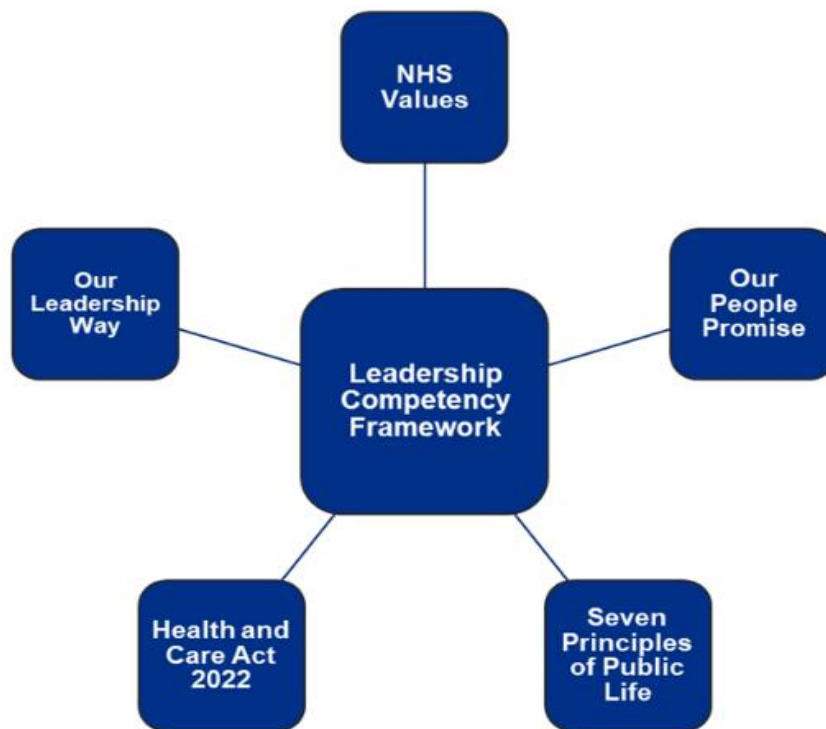 NHS
Values
Our
Leadership
Way
Our
People
Promise
Leadership
Competency
Framework
Health and
Care Act
2022
Seven
Principles
of Public
Life